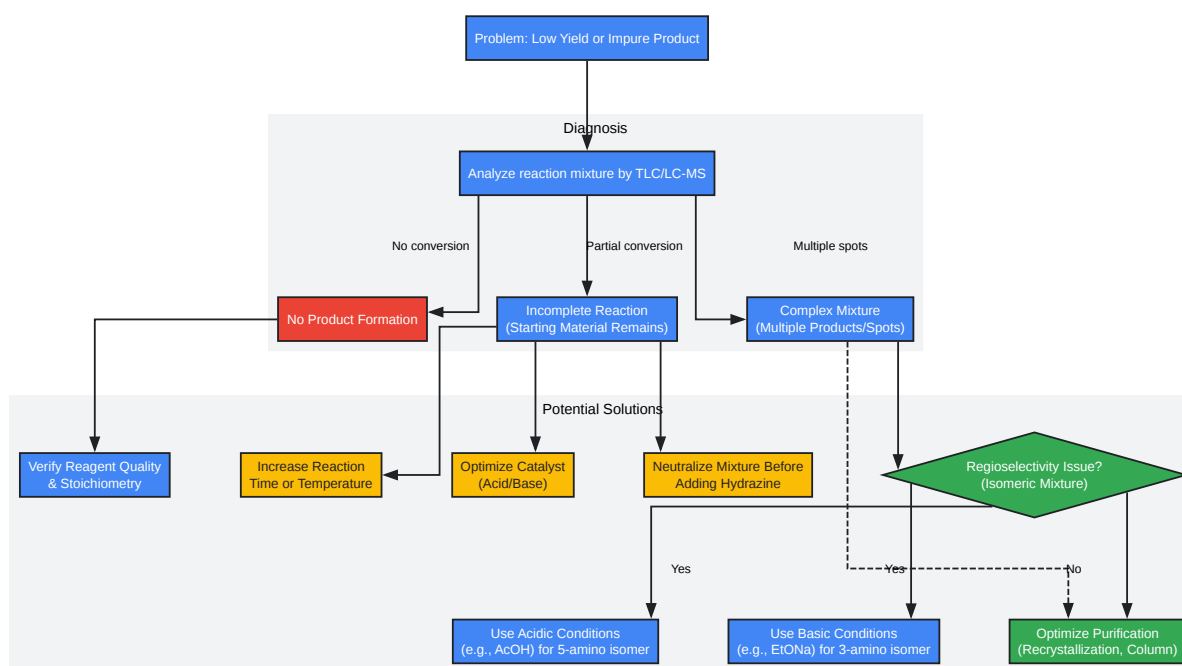 Problem: Low Yield or Impure Product
Diagnosis
Analyze reaction mixture by TLC/LC-MS
No conversion
Partial conversion
Multiple spots
No Product Formation
Incomplete Reaction
(Starting Material Remains)
Complex Mixture
(Multiple Products/Spots)
Potential Solutions
Verify Reagent Quality
& Stoichiometry
Increase Reaction
Time or Temperature
Optimize Catalyst
(Acid/Base)
Neutralize Mixture Before
Adding Hydrazine
Regioselectivity Issue?
(Isomeric Mixture)
Yes
Yes
No
Use Acidic Conditions
(e.g., AcOH) for 5-amino isomer
Use Basic Conditions
(e.g., EtONa) for 3-amino isomer
Optimize Purification
(Recrystallization, Column)